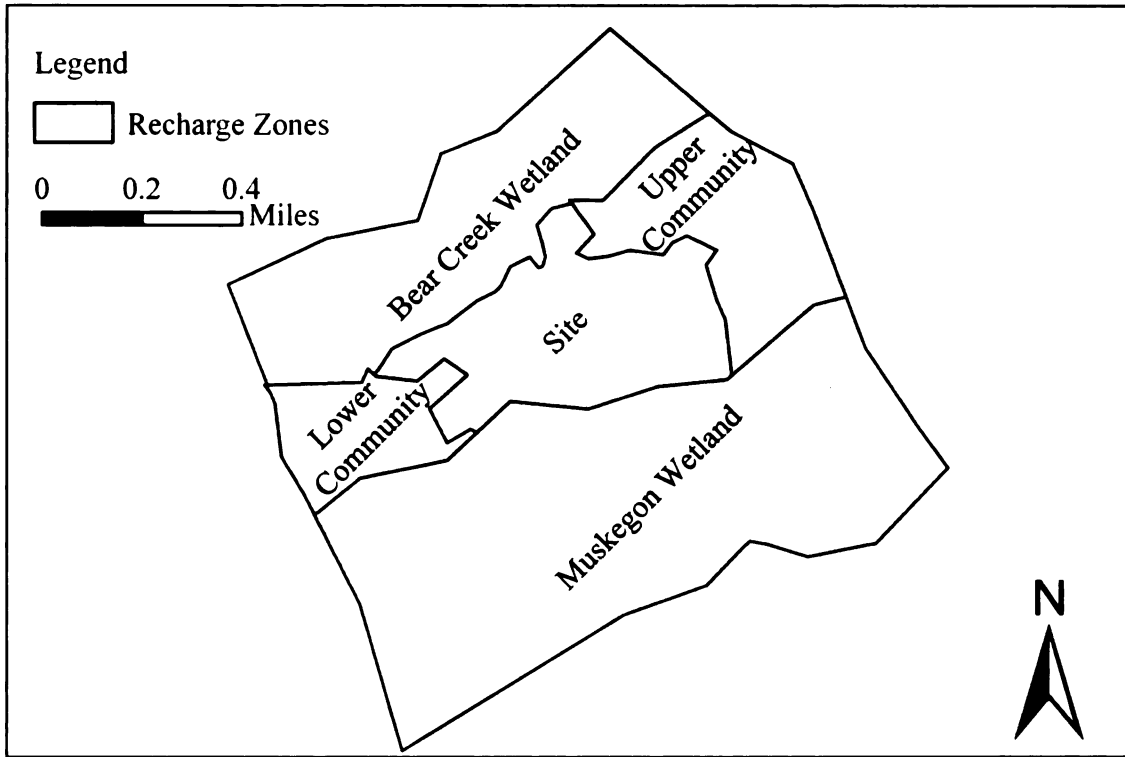 Legend
Recharge Zones
0 0.2 0.4
Miles
Bear Creek Wetland
Upper
Community
Site
Lower
Community
Muskegon Wetland
N